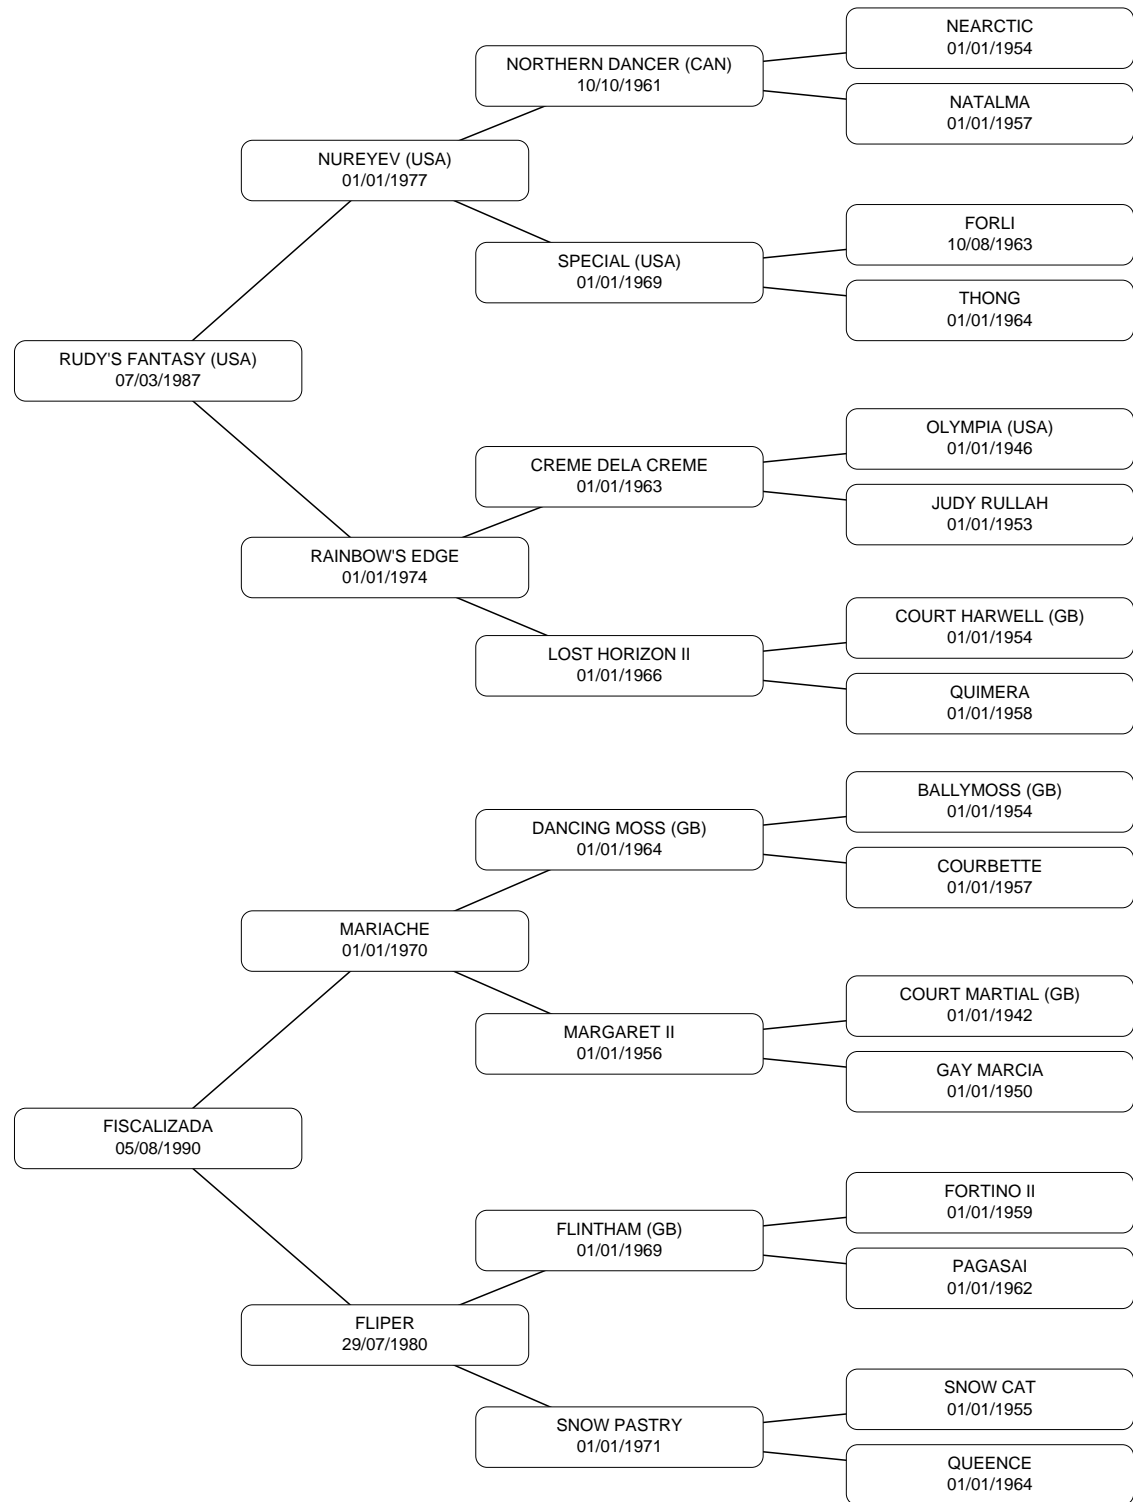 NEARCTIC
01/01/1954
NORTHERN DANCER (CAN)
10/10/1961
NATALMA
01/01/1957
NUREYEV (USA)
01/01/1977
FORLI
10/08/1963
SPECIAL (USA)
01/01/1969
THONG
01/01/1964
RUDY'S FANTASY (USA)
07/03/1987
OLYMPIA (USA)
01/01/1946
CREME DELA CREME
01/01/1963
JUDY RULLAH
01/01/1953
RAINBOW'S EDGE
01/01/1974
COURT HARWELL (GB)
01/01/1954
LOST HORIZON II
01/01/1966
QUIMERA
01/01/1958
BALLYMOSS (GB)
01/01/1954
DANCING MOSS (GB)
01/01/1964
COURBETTE
01/01/1957
MARIACHE
01/01/1970
COURT MARTIAL (GB)
01/01/1942
MARGARET II
01/01/1956
GAY MARCIA
01/01/1950
FISCALIZADA
05/08/1990
FORTINO II
01/01/1959
FLINTHAM (GB)
01/01/1969
PAGASAI
01/01/1962
FLIPER
29/07/1980
SNOW CAT
01/01/1955
SNOW PASTRY
01/01/1971
QUEENCE
01/01/1964